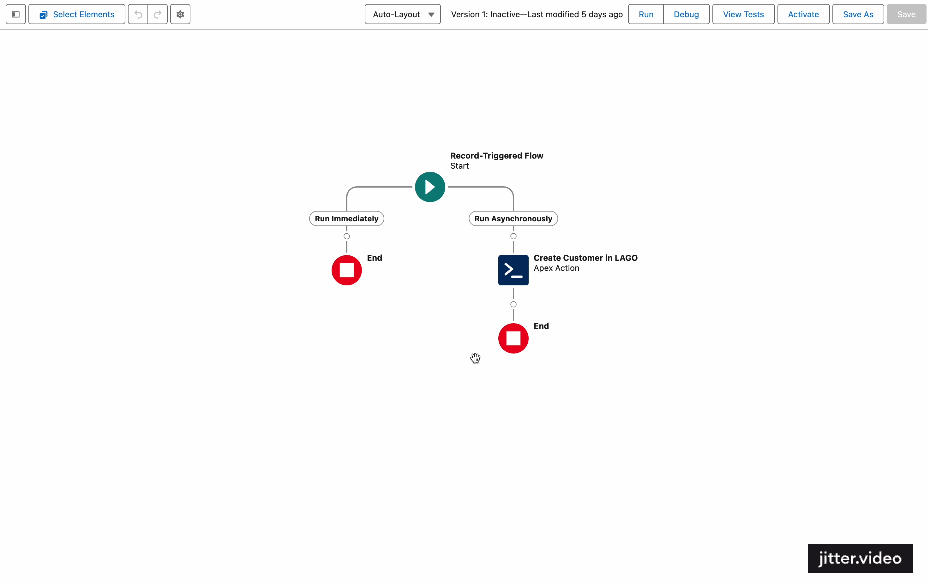 Select Elements
Auto-Layout
Version 1: Inactive—Last modified 5 days ago
Run
Debug
View Tests
Activate
Save As
Save
Record-Triggered Flow
Start
Run Immediately
Run Asynchronously
End
Create Customer in LAGO
Apex Action
End
jitter.video